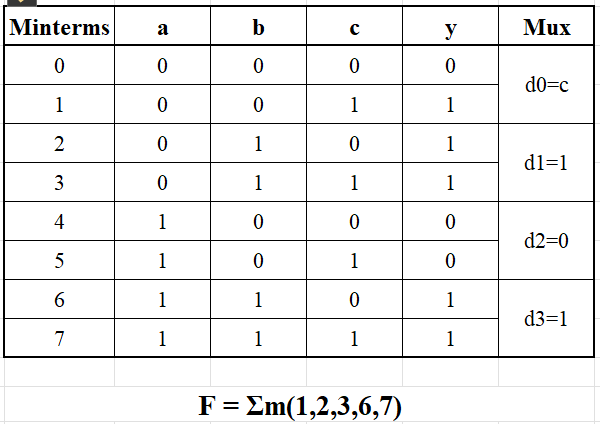 Minterms a b c y Mux
0 0 0 0 0 d0=c
1 0 0 1 1
2 0 1 0 1 d1=1
3 0 1 1 1
4 1 0 0 0 d2=0
5 1 0 1 0
6 1 1 0 1 d3=1
7 1 1 1 1
F = Σm(1,2,3,6,7)